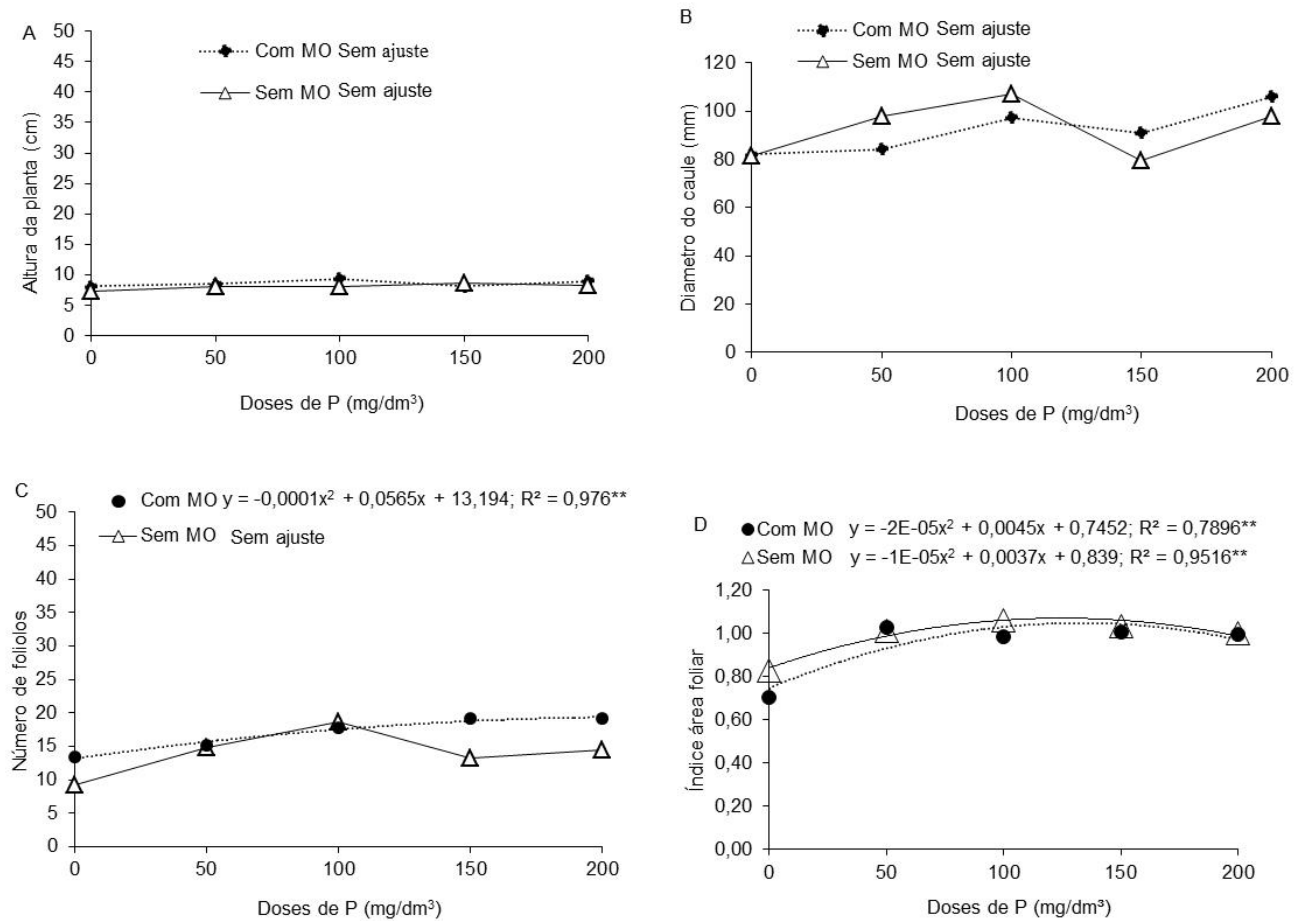 A
Com MO Sem ajuste
Sem MO Sem ajuste
Altura da planta (cm)
50
45
40
35
30
25
20
15
10
5
0
0 50 100 150 200
Doses de P (mg/dm³)
B
Com MO Sem ajuste
Sem MO Sem ajuste
Diametro do caule (mm)
120
100
80
60
40
20
0
0 50 100 150 200
Doses de P (mg/dm³)
C
Com MO y = -0,0001x² + 0,0565x + 13,194; R² = 0,976**
Sem MO Sem ajuste
Número de folíolos
50
45
40
35
30
25
20
15
10
5
0
0 50 100 150 200
Doses de P (mg/dm³)
D
Com MO y = -2E-05x² + 0,0045x + 0,7452; R² = 0,7896**
Sem MO y = -1E-05x² + 0,0037x + 0,839; R² = 0,9516**
Índice área foliar
1,20
1,00
0,80
0,60
0,40
0,20
0,00
0 50 100 150 200
Doses de P (mg/dm³)